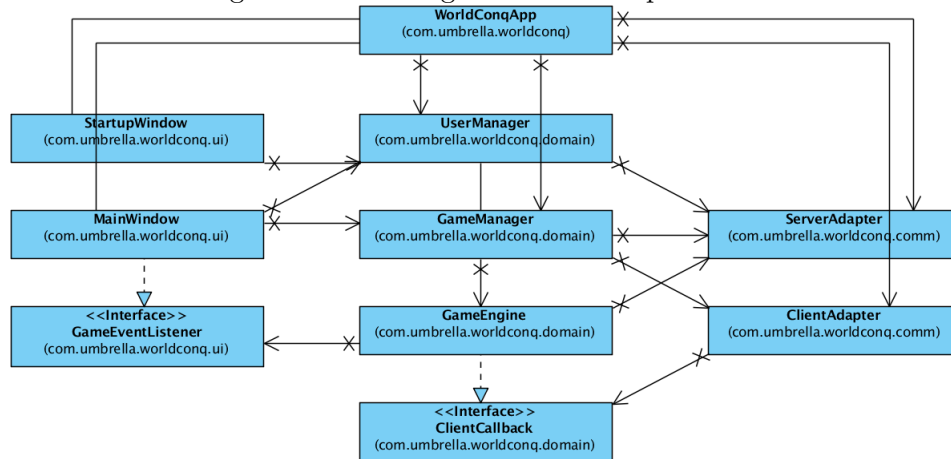 WorldConqApp
(com.umbrella.worldconq)
StartupWindow
(com.umbrella.worldconq.ui)
UserManager
(com.umbrella.worldconq.domain)
MainWindow
(com.umbrella.worldconq.ui)
GameManager
(com.umbrella.worldconq.domain)
ServerAdapter
(com.umbrella.worldconq.comm)
<<Interface>>
GameEventListener
(com.umbrella.worldconq.ui)
GameEngine
(com.umbrella.worldconq.domain)
ClientAdapter
(com.umbrella.worldconq.comm)
<<Interface>>
ClientCallback
(com.umbrella.worldconq.domain)